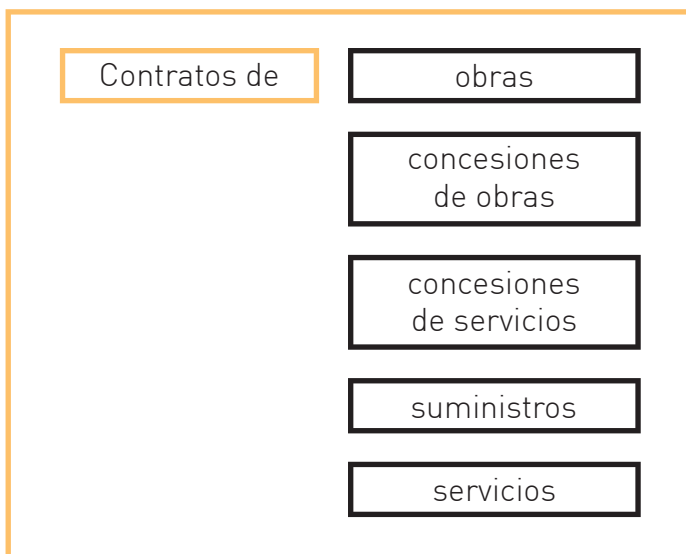 Contratos de
obras
concesiones
de obras
concesiones
de servicios
suministros
servicios